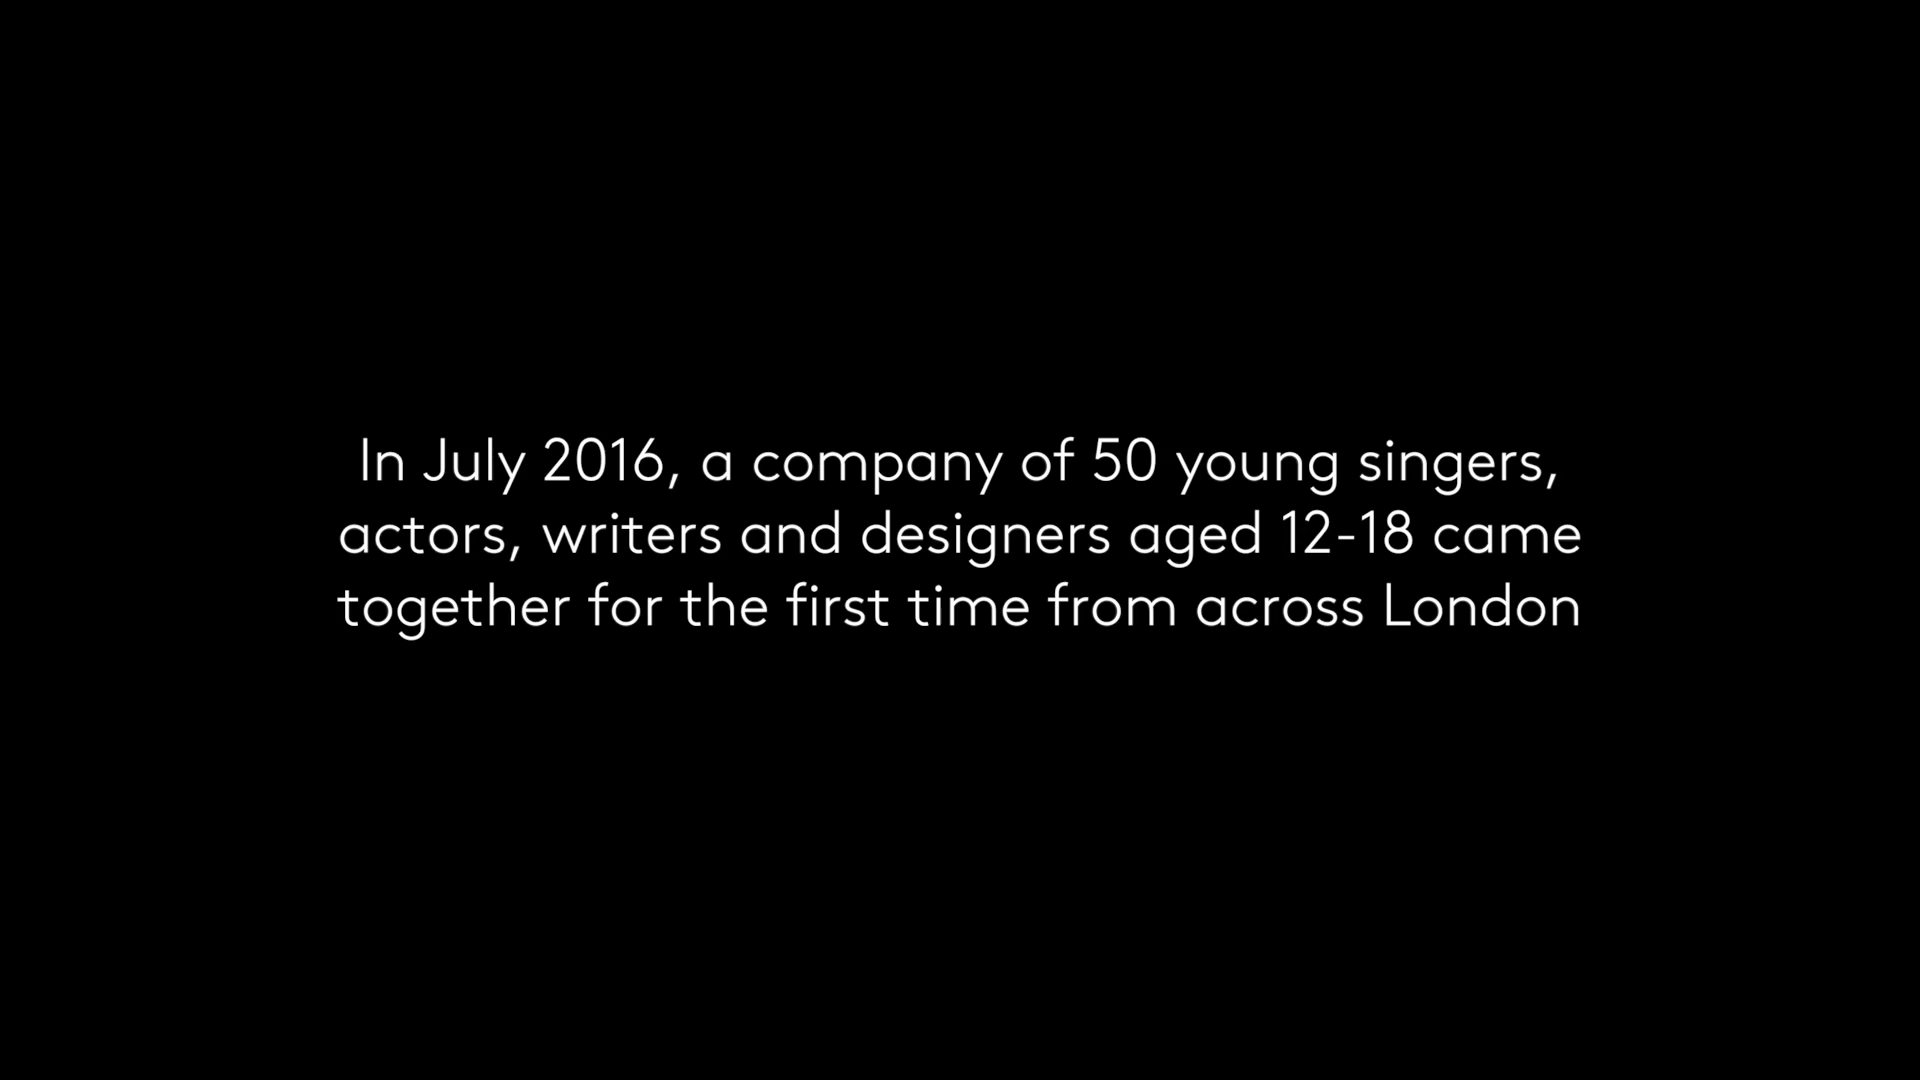 In July 2016, a company of 50 young singers,
actors, writers and designers aged 12-18 came
together for the first time from across London